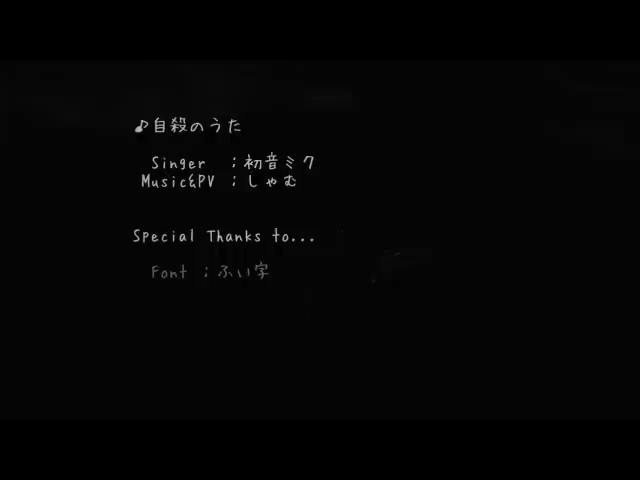 ♪自殺のうた
Singer ：初音ミク
Music&PV ：しゃむ
Special Thanks to...
Font ：ふい字